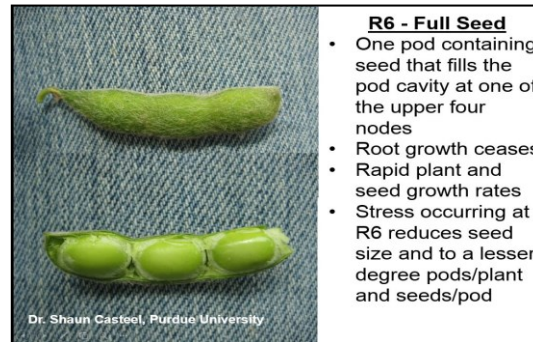 R6 - Full Seed
• One pod containing
seed that fills the
pod cavity at one of
the upper four
nodes
• Root growth ceases
• Rapid plant and
seed growth rates
• Stress occurring at
R6 reduces seed
size and to a lesser
degree pods/plant
and seeds/pod
Dr. Shaun Casteel, Purdue University